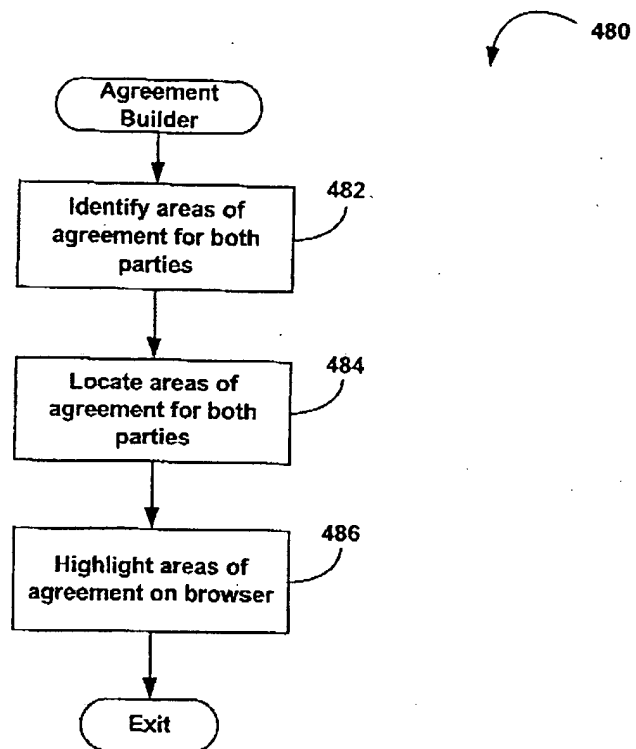 480
Agreement
Builder
482
Identify areas of
agreement for both
parties
484
Locate areas of
agreement for both
parties
486
Highlight areas of
agreement on browser
Exit